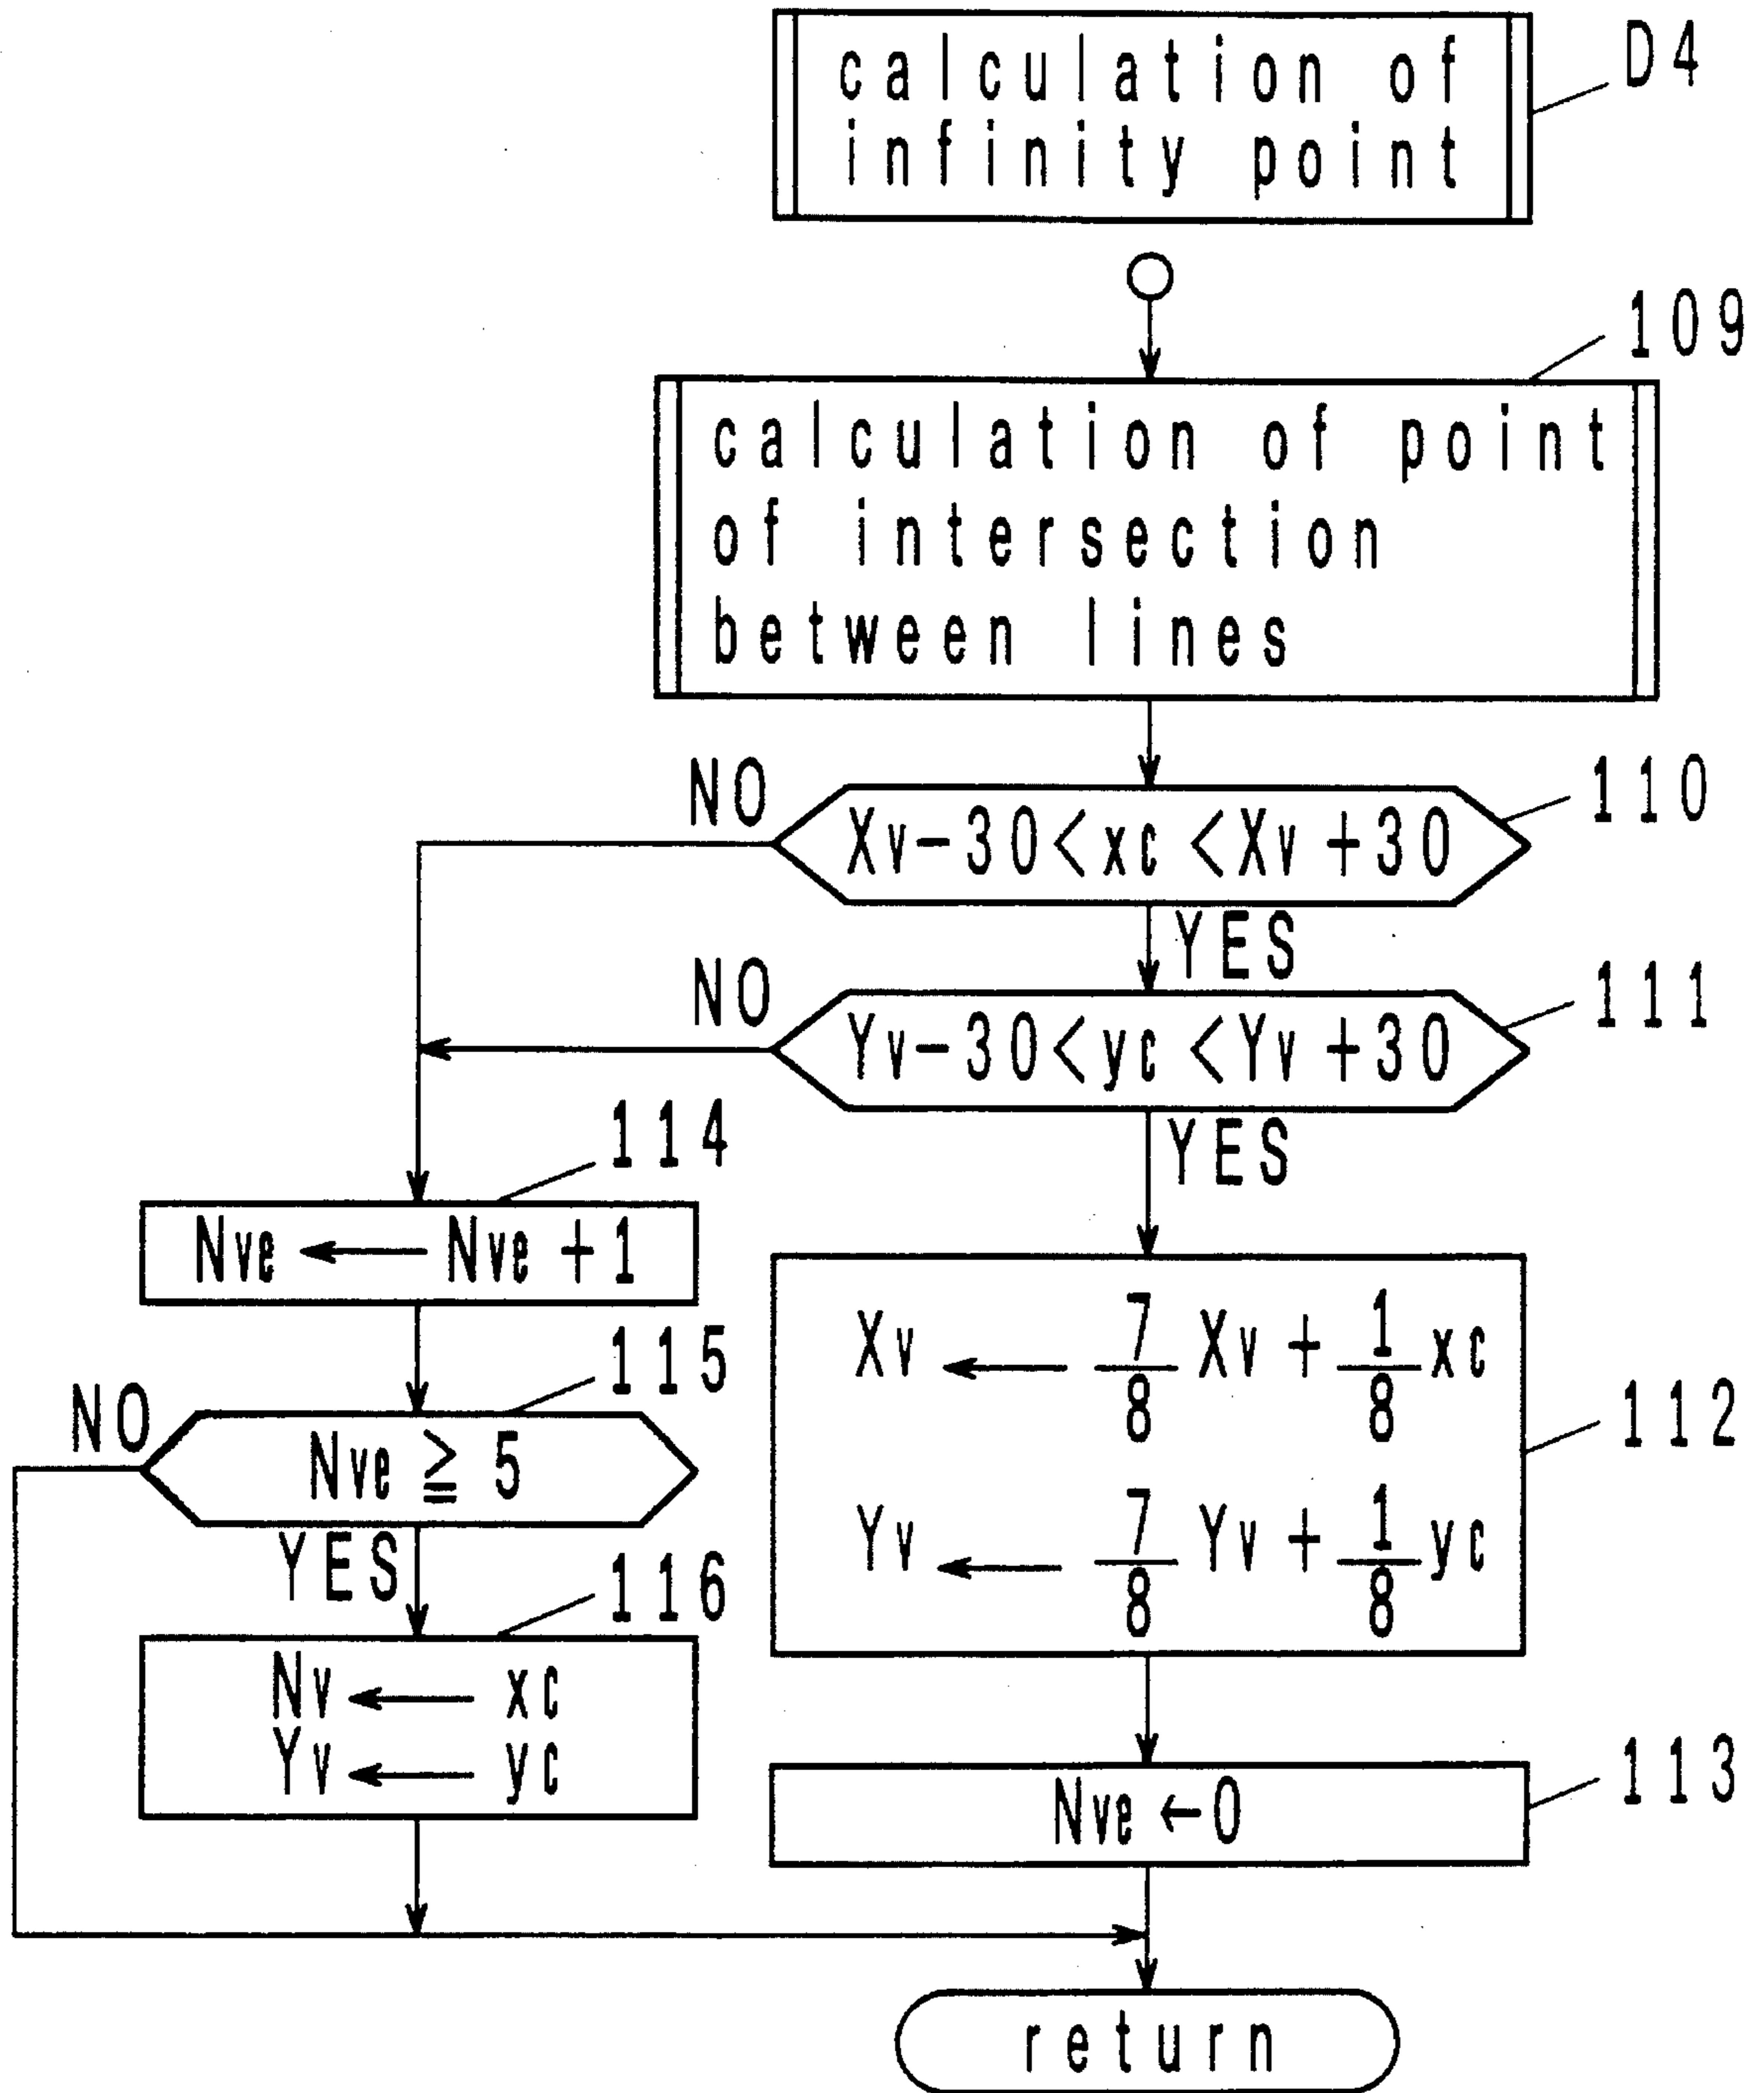 calculation of
infinity point
D4
109
calculation of point
of intersection
between lines
NO
110
Xv-30<xc<Xv+30
YES
NO
111
Yv-30<yc<Yv+30
YES
114
Nve ← Nve+1
115
NO
Nve ≧ 5
YES
116
Nv ← xc
Yv ← yc
Xv ← 7/8 Xv + 1/8 xc
112
Yv ← 7/8 Yv + 1/8 yc
113
Nve ← 0
return